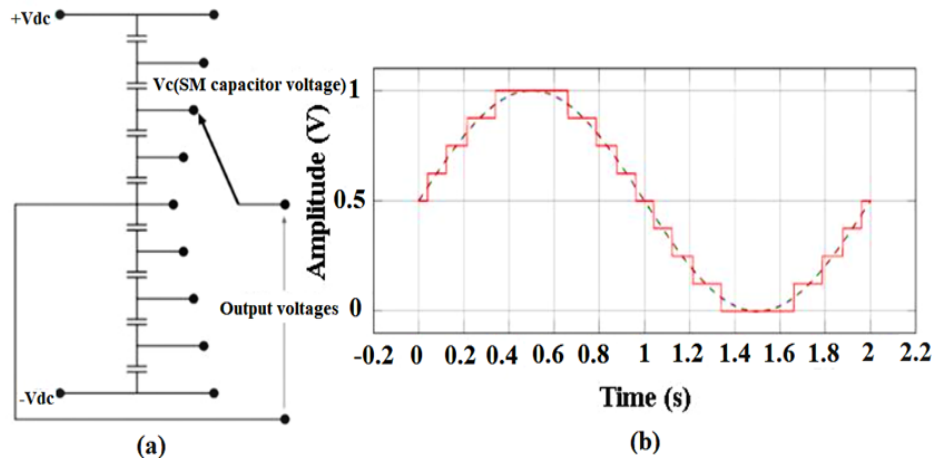 +Vdc
Vc(SM capacitor voltage)
Output voltages
-Vdc
(a)
Amplitude (V)
1
0.5
0
-0.2 0 0.2 0.4 0.6 0.8 1 1.2 1.4 1.6 1.8 2 2.2
Time (s)
(b)